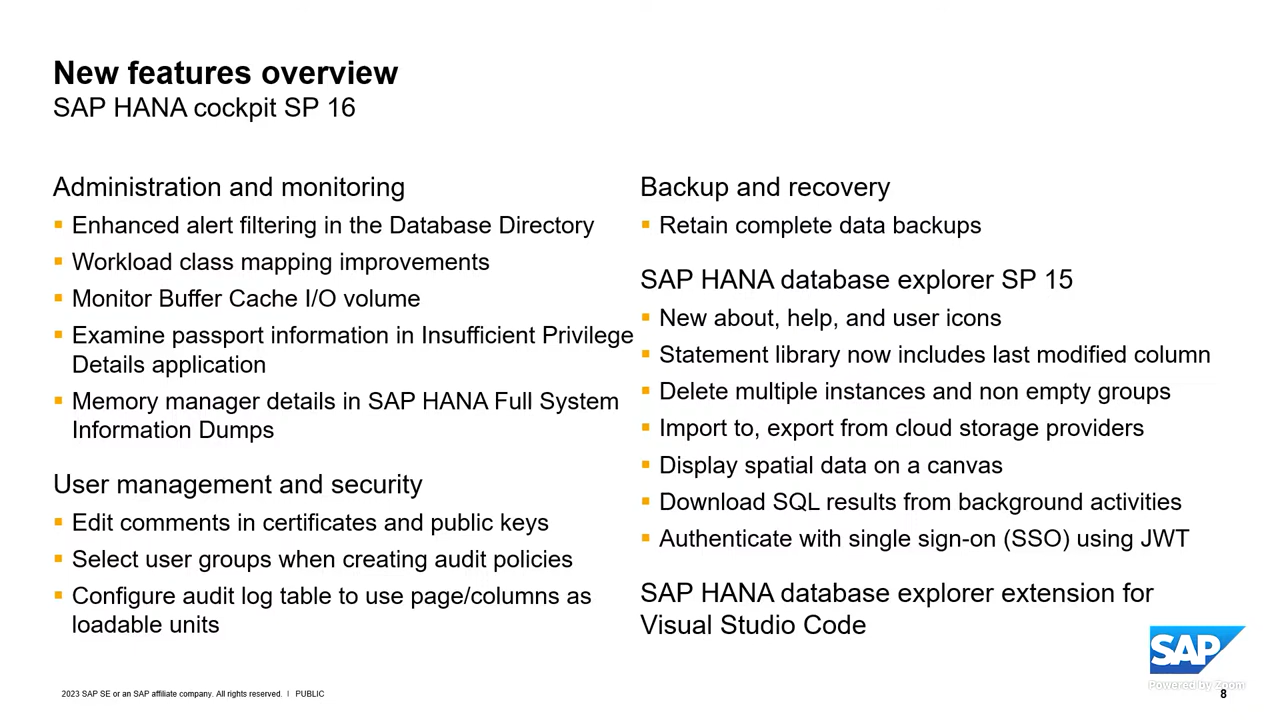 New features overview
SAP HANA cockpit SP 16
Administration and monitoring
Enhanced alert filtering in the Database Directory
Workload class mapping improvements
Monitor Buffer Cache I/O volume
Examine passport information in Insufficient Privilege
Details application
Memory manager details in SAP HANA Full System
Information Dumps
User management and security
Edit comments in certificates and public keys
Select user groups when creating audit policies
Configure audit log table to use page/columns as
loadable units
Backup and recovery
Retain complete data backups
SAP HANA database explorer SP 15
New about, help, and user icons
Statement library now includes last modified column
Delete multiple instances and non empty groups
Import to, export from cloud storage providers
Display spatial data on a canvas
Download SQL results from background activities
Authenticate with single sign-on (SSO) using JWT
SAP HANA database explorer extension for
Visual Studio Code
SAP
Powered by Zoom
2023 SAP SE or an SAP affiliate company. All rights reserved. | PUBLIC
8